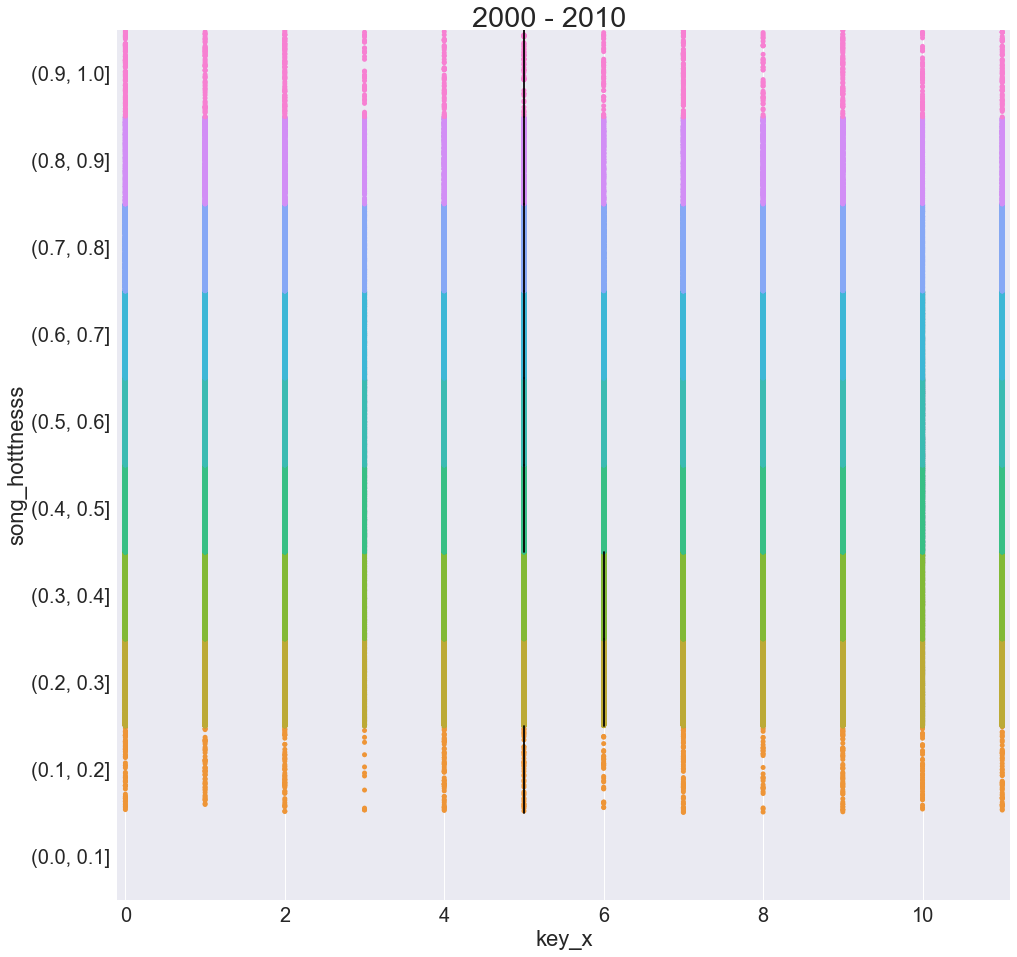 2000 - 2010
(0.9, 1.0]
(0.8, 0.9]
(0.7, 0.8]
(0.6, 0.7]
(0.5, 0.6]
(0.4, 0.5]
(0.3, 0.4]
(0.2, 0.3]
(0.1, 0.2]
(0.0, 0.1]
song_hotttnesss
0 2 4 6 8 10
key_x